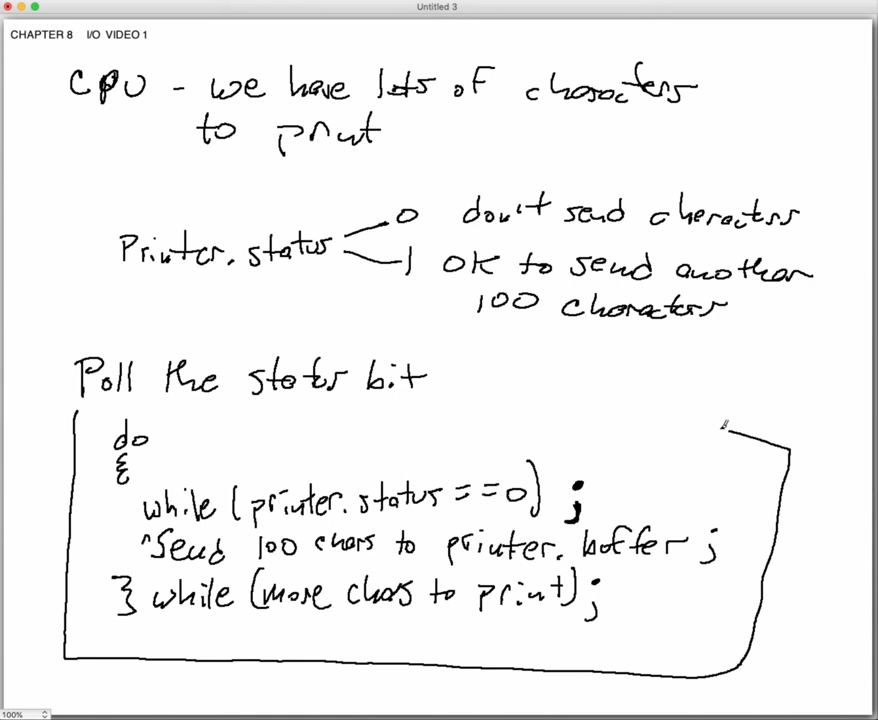 Untitled 3
CHAPTER 8 I/O VIDEO 1
CPU - we have lots of characters
to print
Printer.status 0 don't send characters
1 OK to send another
100 characters
Poll the status bit
do
{
while (printer.status == 0) ;
Send 100 chars to printer.buffer ;
} while (more chars to print);
100%